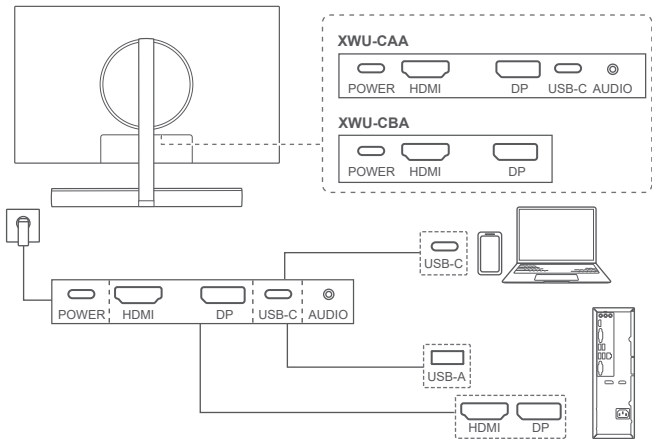 XWU-CAA
POWER HDMI DP USB-C AUDIO
XWU-CBA
POWER HDMI DP
USB-C
POWER HDMI DP USB-C AUDIO
USB-A
HDMI DP